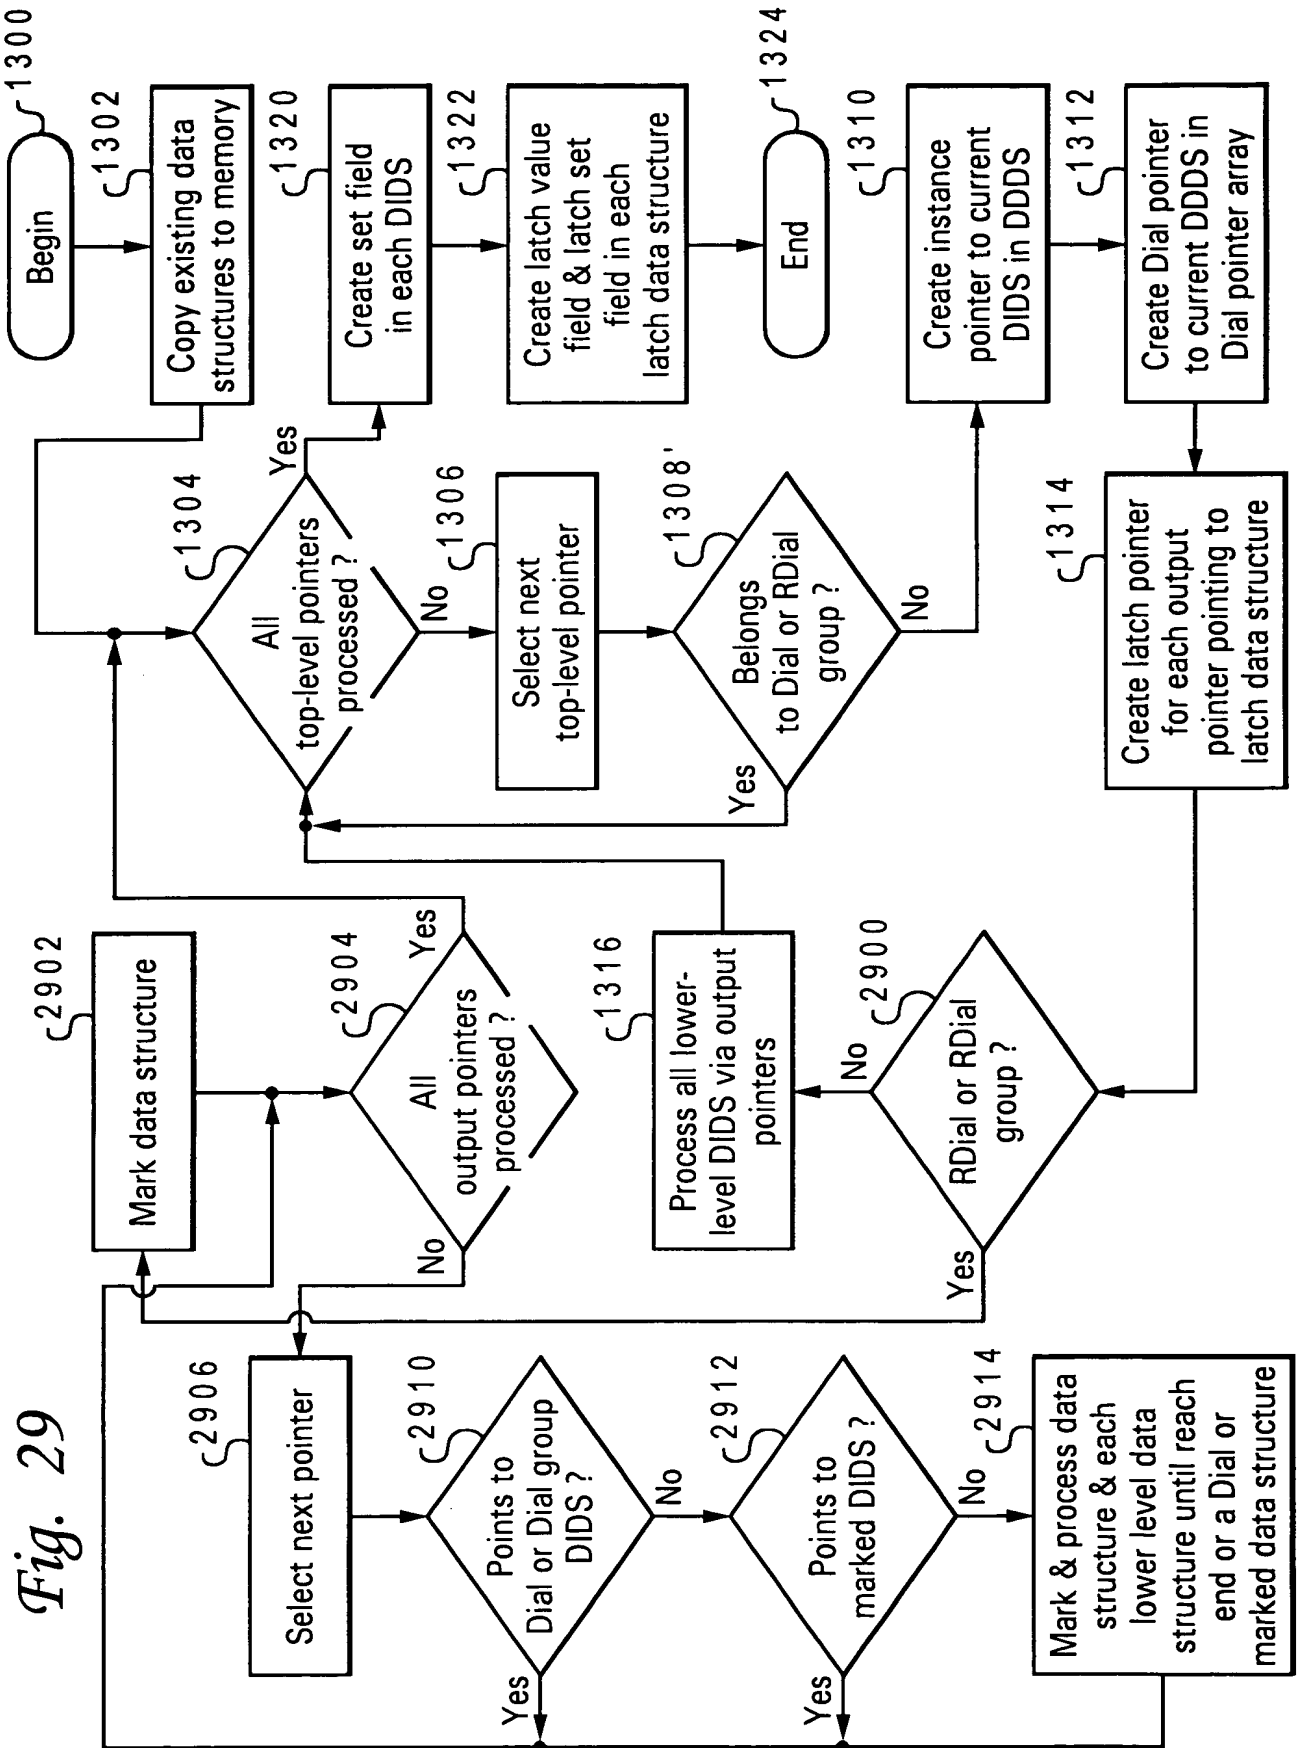 Fig. 29
Begin
1300
Copy existing data
structures to memory
1302
All
top-level pointers
processed ?
1304
Yes
No
Create set field
in each DIDS
1320
Create latch value
field & latch set
field in each
latch data structure
1322
End
1324
Select next
top-level pointer
1306
Belongs
to Dial or RDial
group ?
1308'
Yes
No
Create instance
pointer to current
DIDS in DDDS
1310
Create Dial pointer
to current DDDS in
Dial pointer array
1312
Create latch pointer
for each output
pointer pointing to
latch data structure
1314
RDial or RDial
group ?
2900
No
Yes
Process all lower-
level DIDS via output
pointers
1316
Mark data structure
2902
All
output pointers
processed ?
2904
Yes
No
Select next pointer
2906
Points to
Dial or Dial group
DIDS ?
2910
Yes
No
Points to
marked DIDS ?
2912
Yes
No
Mark & process data
structure & each
lower level data
structure until reach
end or a Dial or
marked data structure
2914